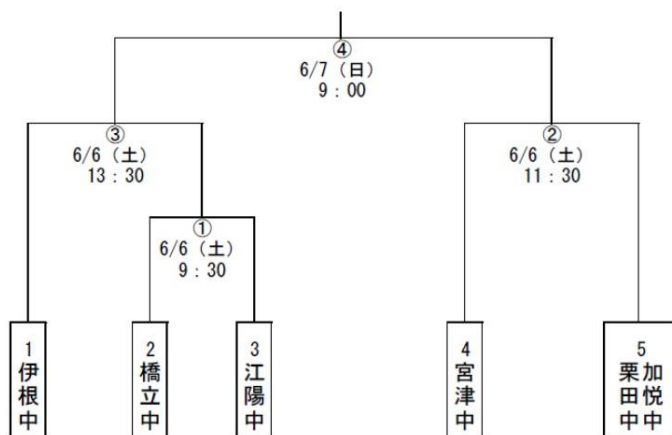 ④
6/7（日）
9：00
③
6/6（土）
13：30
②
6/6（土）
11：30
①
6/6（土）
9：30
1
伊根中
2
橋立中
3
江陽中
4
宮津中
5
加悦中
栗田中